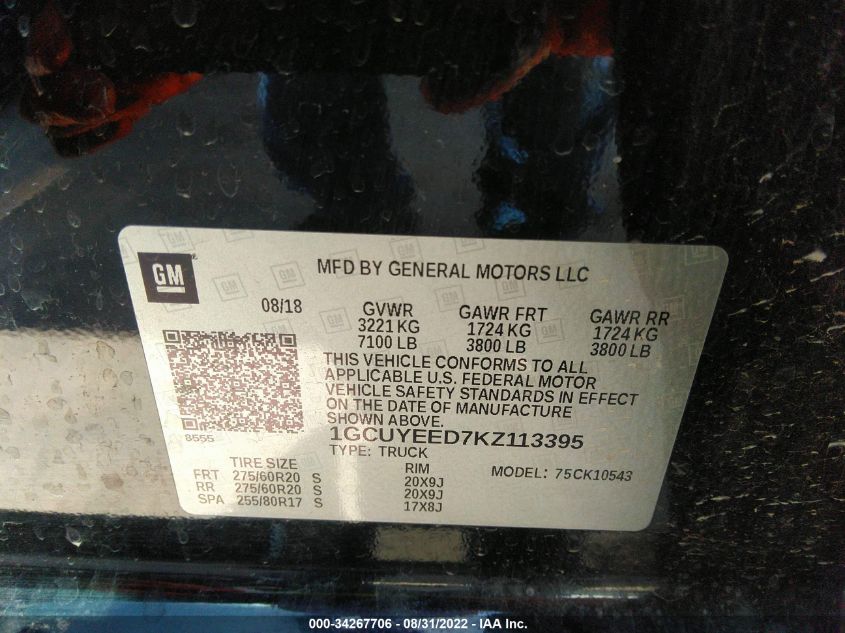 GM
MFD BY GENERAL MOTORS LLC
08/18 GVWR GAWR FRT GAWR RR
3221 KG 1724 KG 1724 KG
7100 LB 3800 LB 3800 LB
THIS VEHICLE CONFORMS TO ALL
APPLICABLE U.S. FEDERAL MOTOR
VEHICLE SAFETY STANDARDS IN EFFECT
ON THE DATE OF MANUFACTURE
SHOWN ABOVE.
8555
1GCUYEED7KZ113395
TYPE: TRUCK
TIRE SIZE RIM MODEL: 75CK10543
FRT 275/60R20 S 20X9J
RR 275/60R20 S 20X9J
SPA 255/80R17 S 17X8J
000-34267706 - 08/31/2022 - IAA Inc.